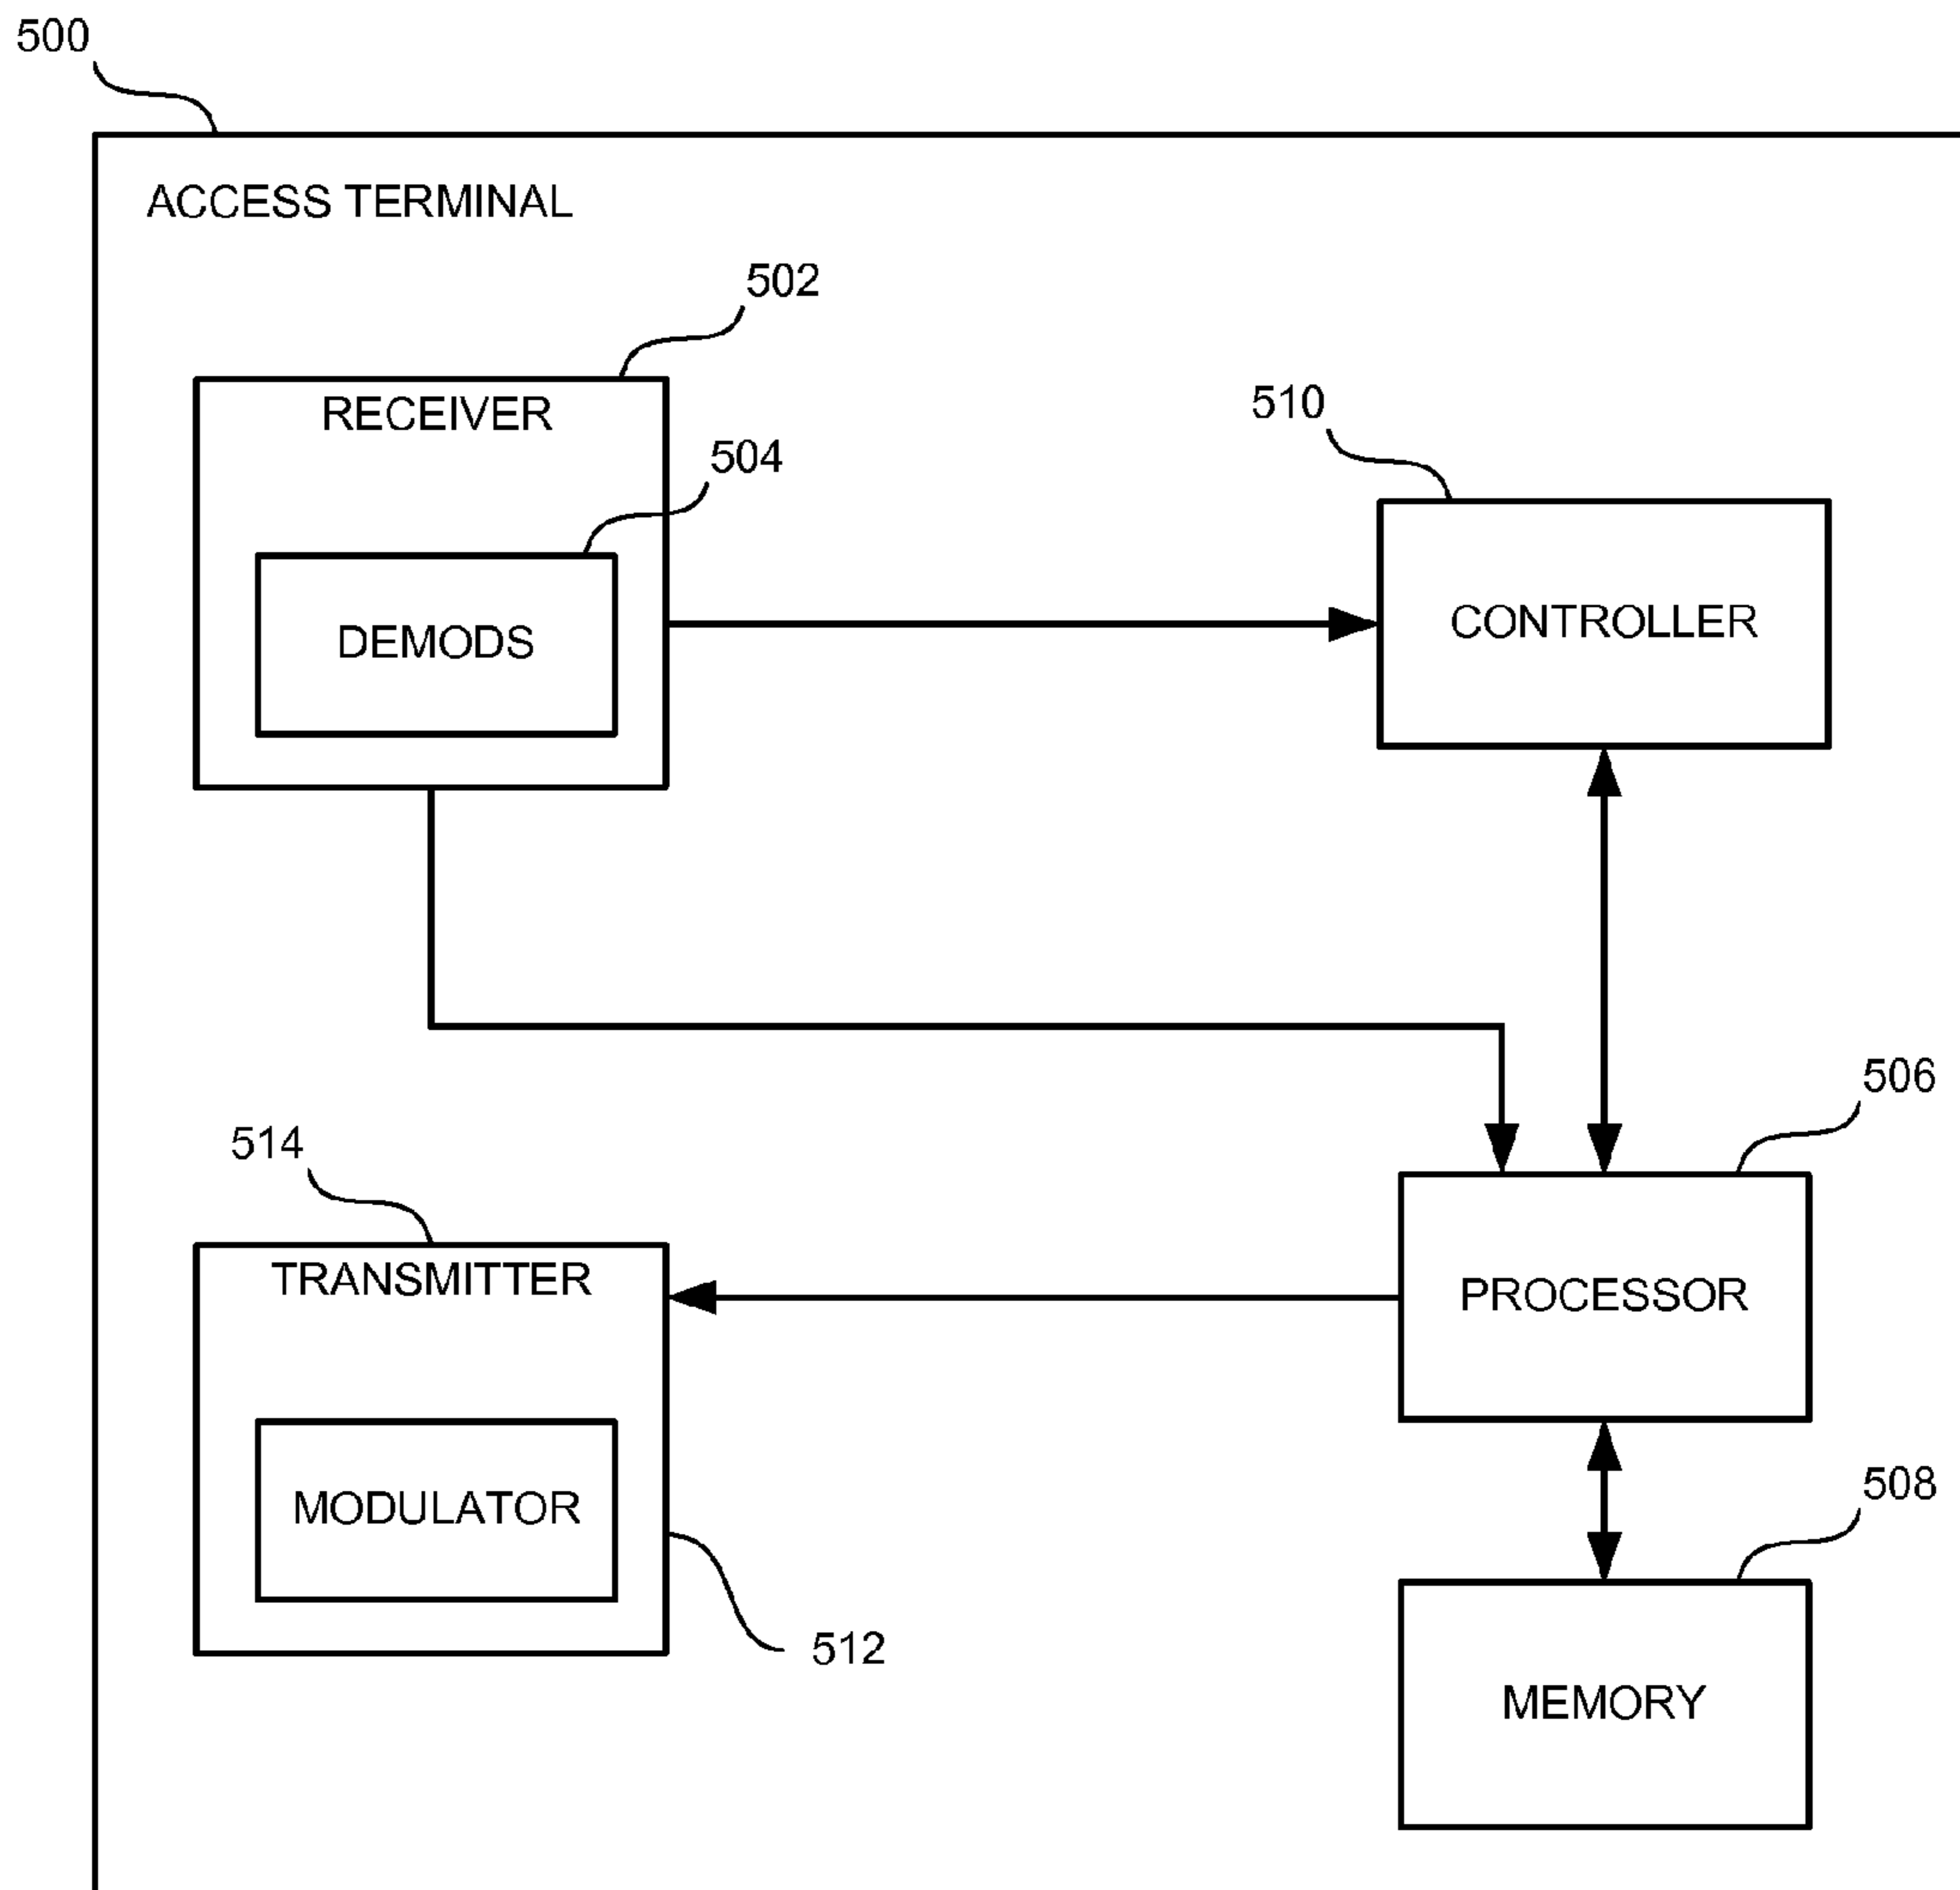 500
ACCESS TERMINAL
502
RECEIVER
510
504
DEMODS
CONTROLLER
506
514
TRANSMITTER
PROCESSOR
MODULATOR
508
512
MEMORY